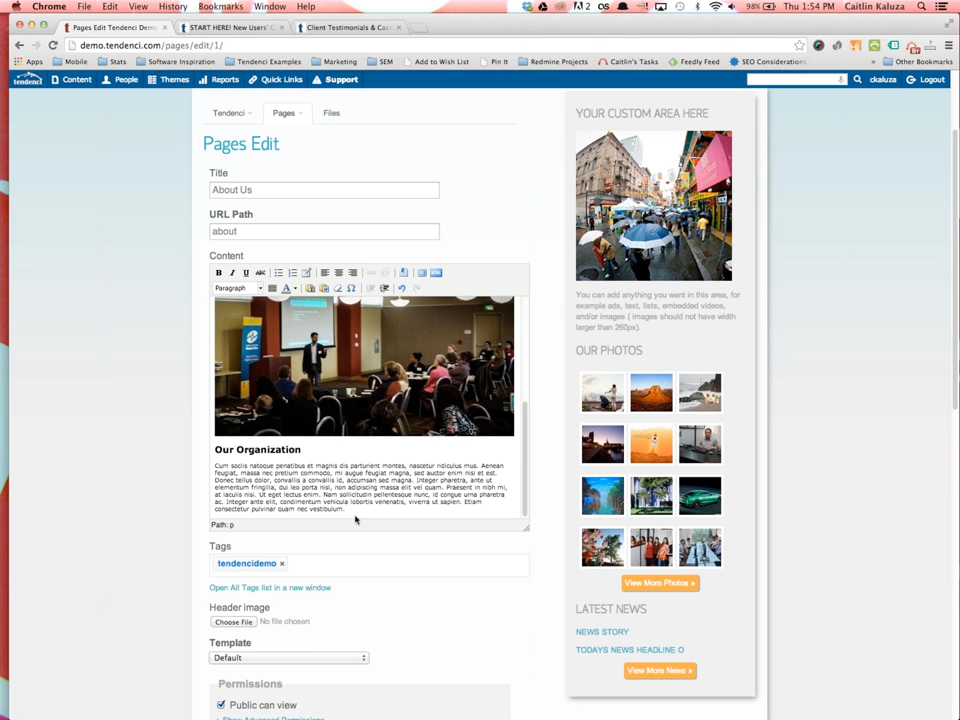 Chrome File Edit View History Bookmarks Window Help 2 98% Thu 1:54 PM Caitlin Kaluza
Pages Edit Tendenci Demo START HERE! New Users' G Client Testimonials & Cas
demo.tendenci.com/pages/edit/1/
Apps Mobile Stats Software Inspiration Tendenci Examples Marketing SEM Add to Wish List Pin It Redmine Projects Caitlin's Tasks Feedly Feed SEO Considerations » Other Bookmarks
tendenci Content People Themes Reports Quick Links Support ckaluza Logout
Tendenci Pages Files
Pages Edit
Title
About Us
URL Path
about
Content
B I U ABC
Paragraph A
Our Organization
Cum sociis natoque penatibus et magnis dis parturient montes, nascetur ridiculus mus. Aenean
feugiat, massa nec pretium commodo, mi augue feugiat magna, sed auctor enim nisi et est.
Donec tellus dolor, convallis a convallis id, accumsan sed magna. Integer pharetra, ante ut
elementum fringilla, dui leo porta nisl, non adipiscing massa elit vel quam. Praesent in nibh mi,
at iaculis nisi. Ut eget lectus enim. Nam sollicitudin pellentesque nunc, id congue urna pharetra
ac. Integer ante elit, condimentum vehicula lobortis venenatis, viverra ut sapien. Etiam
consectetur pulvinar quam nec vestibulum.
Path: p
Tags
tendencidemo ×
Open All Tags list in a new window
Header image
Choose File No file chosen
Template
Default
Permissions
Public can view
+ Show Advanced Permissions
YOUR CUSTOM AREA HERE
You can add anything you want in this area, for
example ads, text, lists, embedded videos,
and/or images ( images should not have width
larger than 260px).
OUR PHOTOS
View More Photos »
LATEST NEWS
NEWS STORY
TODAYS NEWS HEADLINE O
View More News »